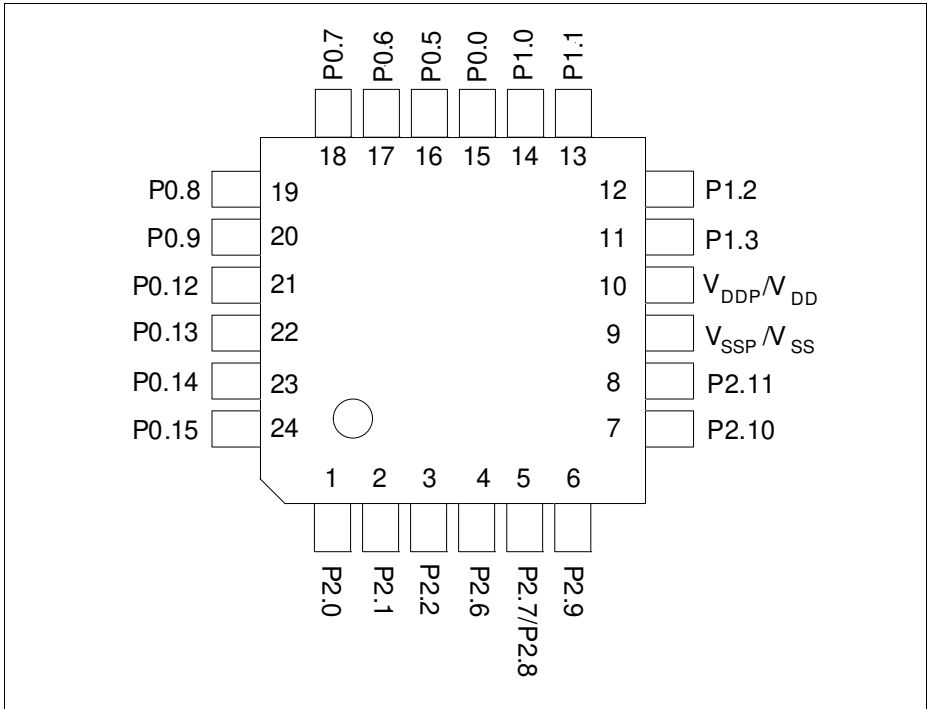 P0.7 P0.6 P0.5 P0.0 P1.0 P1.1
18 17 16 15 14 13
P0.8 19 12 P1.2
P0.9 20 11 P1.3
P0.12 21 10 VDDP/VDD
P0.13 22 9 VSSP/VSS
P0.14 23 8 P2.11
P0.15 24 7 P2.10
1 2 3 4 5 6
P2.0 P2.1 P2.2 P2.6 P2.7/P2.8 P2.9